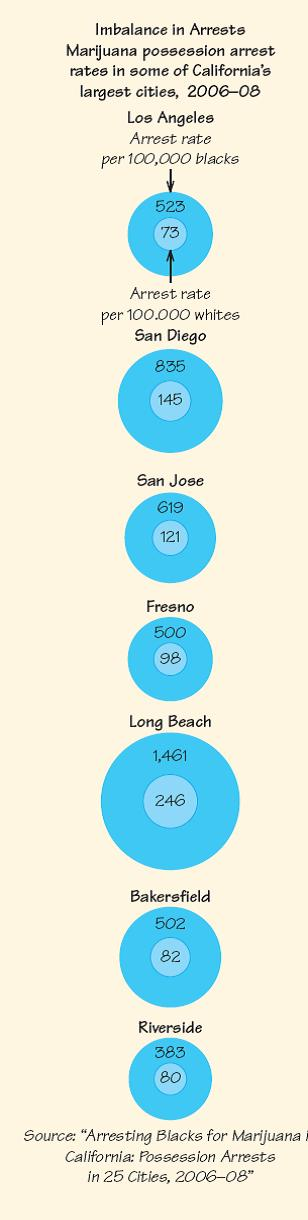 Imbalance in Arrests
Marijuana possession arrest
rates in some of California's
largest cities, 2006–08
Los Angeles
Arrest rate
per 100,000 blacks
523
73
Arrest rate
per 100.000 whites
San Diego
835
145
San Jose
619
121
Fresno
500
98
Long Beach
1,461
246
Bakersfield
502
82
Riverside
383
80
Source: “Arresting Blacks for Marijuana
California: Possession Arrests
in 25 Cities, 2006–08”